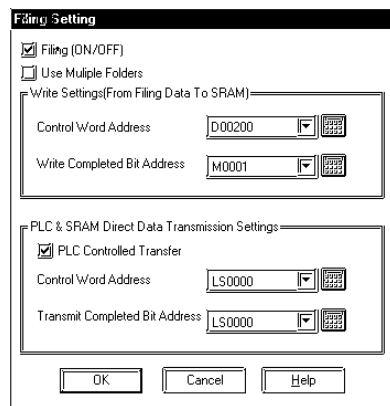 Filing Setting
Filing (ON/OFF)
Use Muliple Folders
Write Settings(From Filing Data To SRAM)
Control Word Address D00200
Write Completed Bit Address M0001
PLC & SRAM Direct Data Transmission Settings
PLC Controlled Transfer
Control Word Address LS0000
Transmit Completed Bit Address LS0000
OK Cancel Help